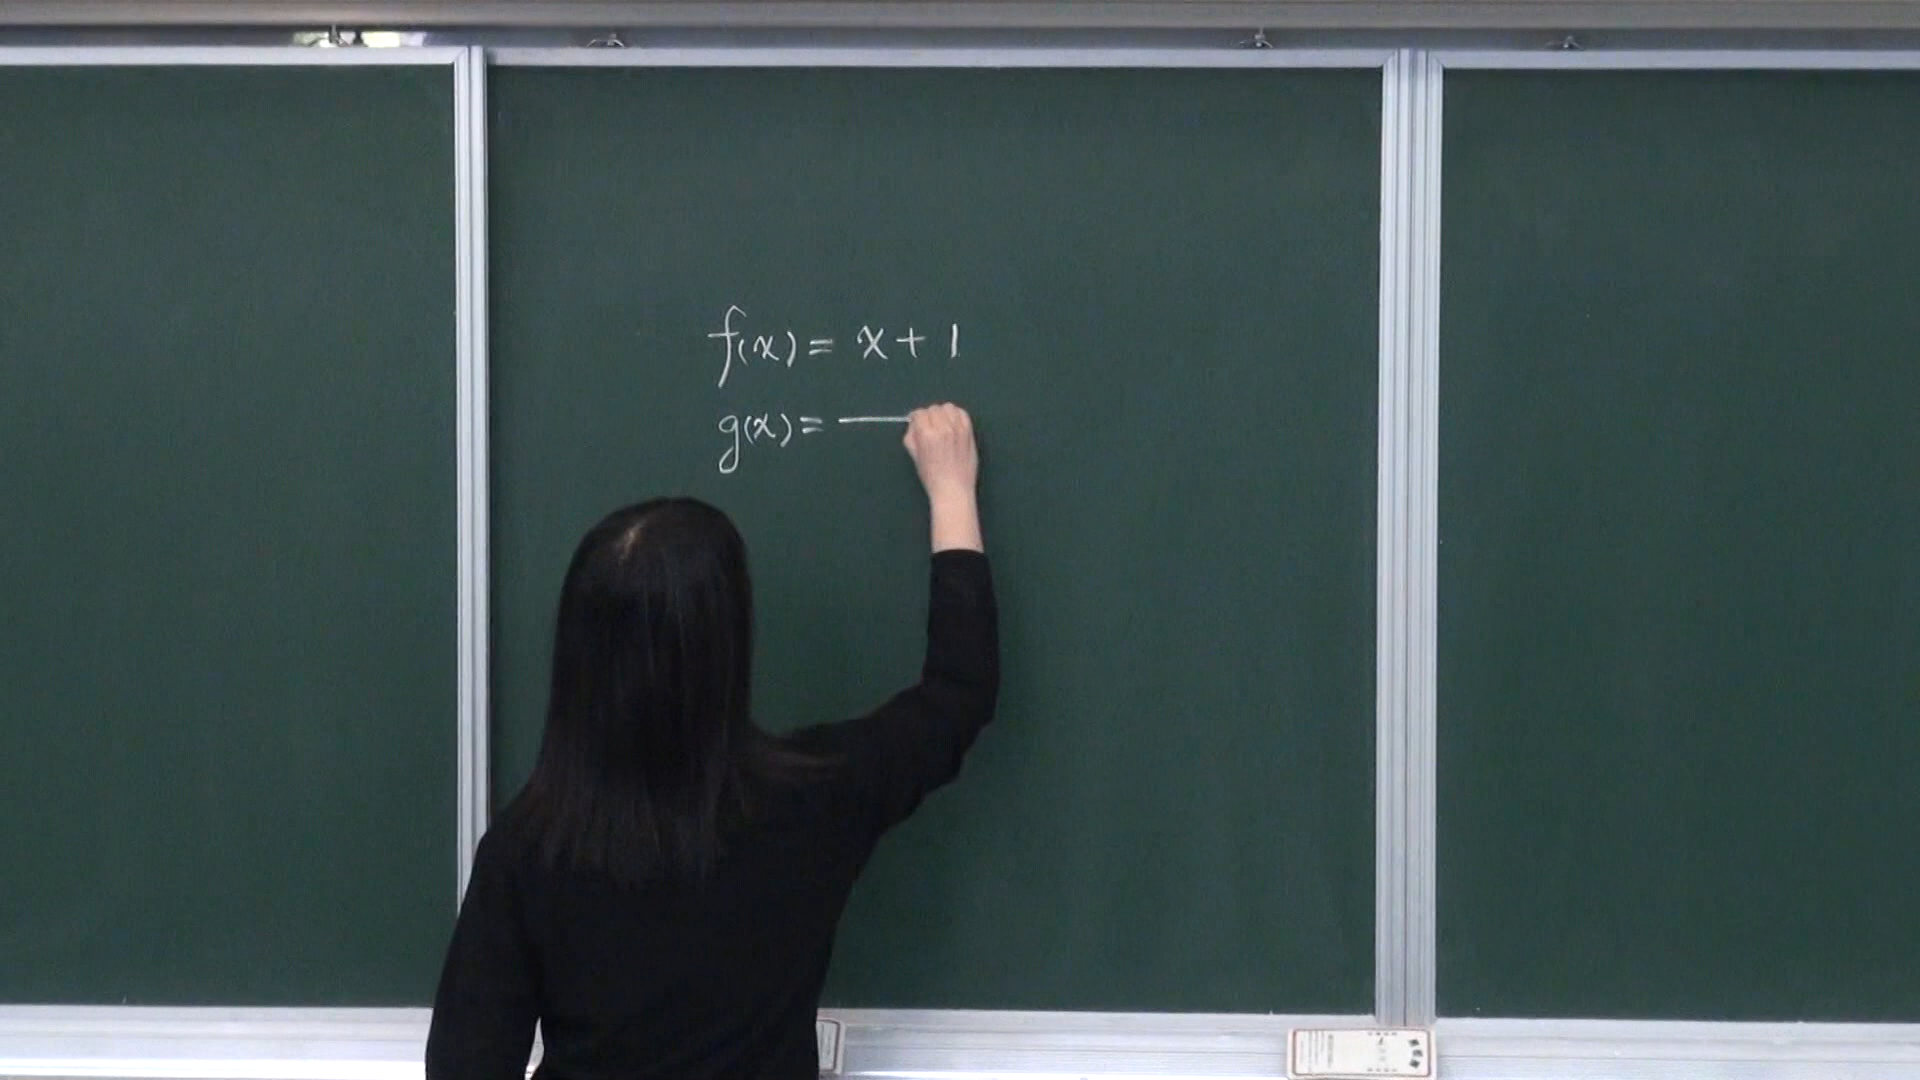 f(x) = x + 1
g(x) = —